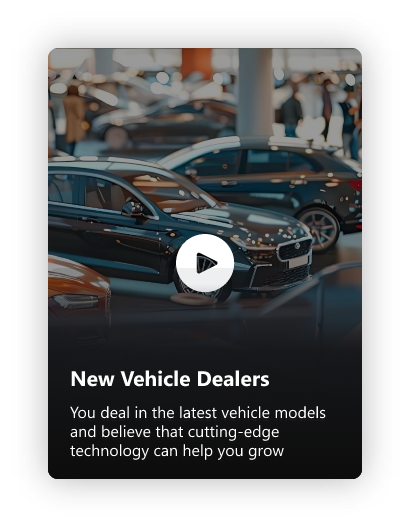 New Vehicle Dealers
You deal in the latest vehicle models
and believe that cutting-edge
technology can help you grow